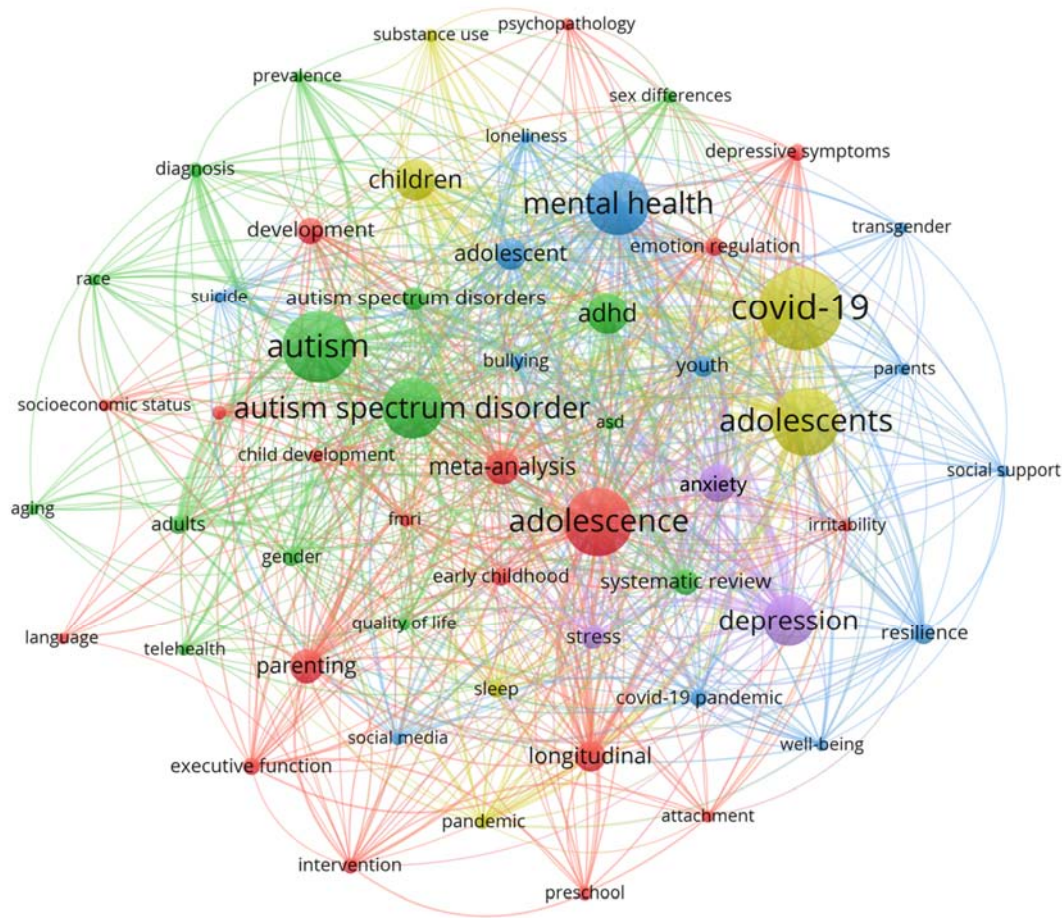 substance use
psychopathology
prevalence
sex differences
loneliness
depressive symptoms
diagnosis
children
mental health
transgender
development
adolescent
emotion regulation
race
suicide
autism spectrum disorders
adhd
covid-19
autism
bullying
youth
parents
socioeconomic status
autism spectrum disorder
asd
adolescents
child development
meta-analysis
anxiety
social support
aging
adults
fmri
adolescence
irritability
gender
early childhood
systematic review
language
telehealth
quality of life
stress
depression
resilience
parenting
sleep
covid-19 pandemic
social media
well-being
executive function
longitudinal
pandemic
attachment
intervention
preschool